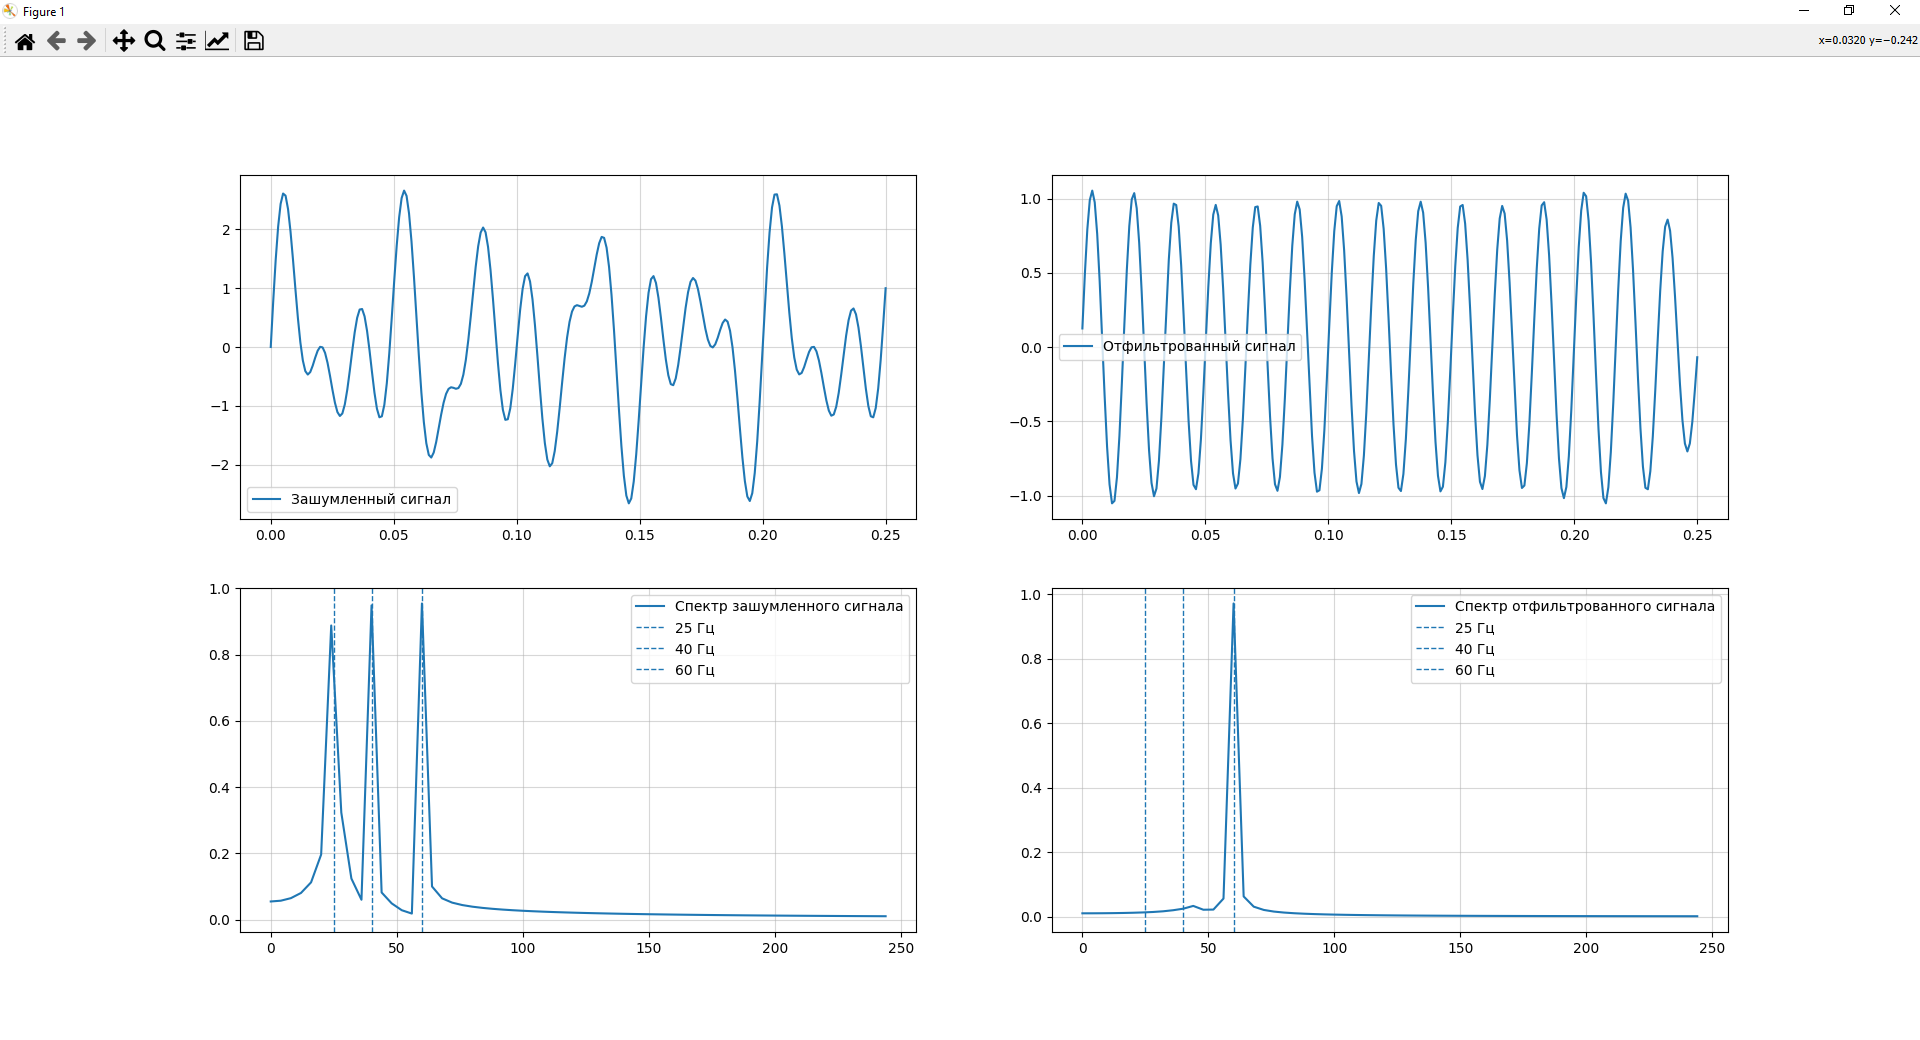 Figure 1
x=0.0320 y=−0.242
2
1
0
−1
−2
Зашумленный сигнал
0.00 0.05 0.10 0.15 0.20 0.25
1.0
0.5
0.0
−0.5
−1.0
Отфильтрованный сигнал
0.00 0.05 0.10 0.15 0.20 0.25
1.0
0.8
0.6
0.4
0.2
0.0
Спектр зашумленного сигнала
25 Гц
40 Гц
60 Гц
0 50 100 150 200 250
1.0
0.8
0.6
0.4
0.2
0.0
Спектр отфильтрованного сигнала
25 Гц
40 Гц
60 Гц
0 50 100 150 200 250